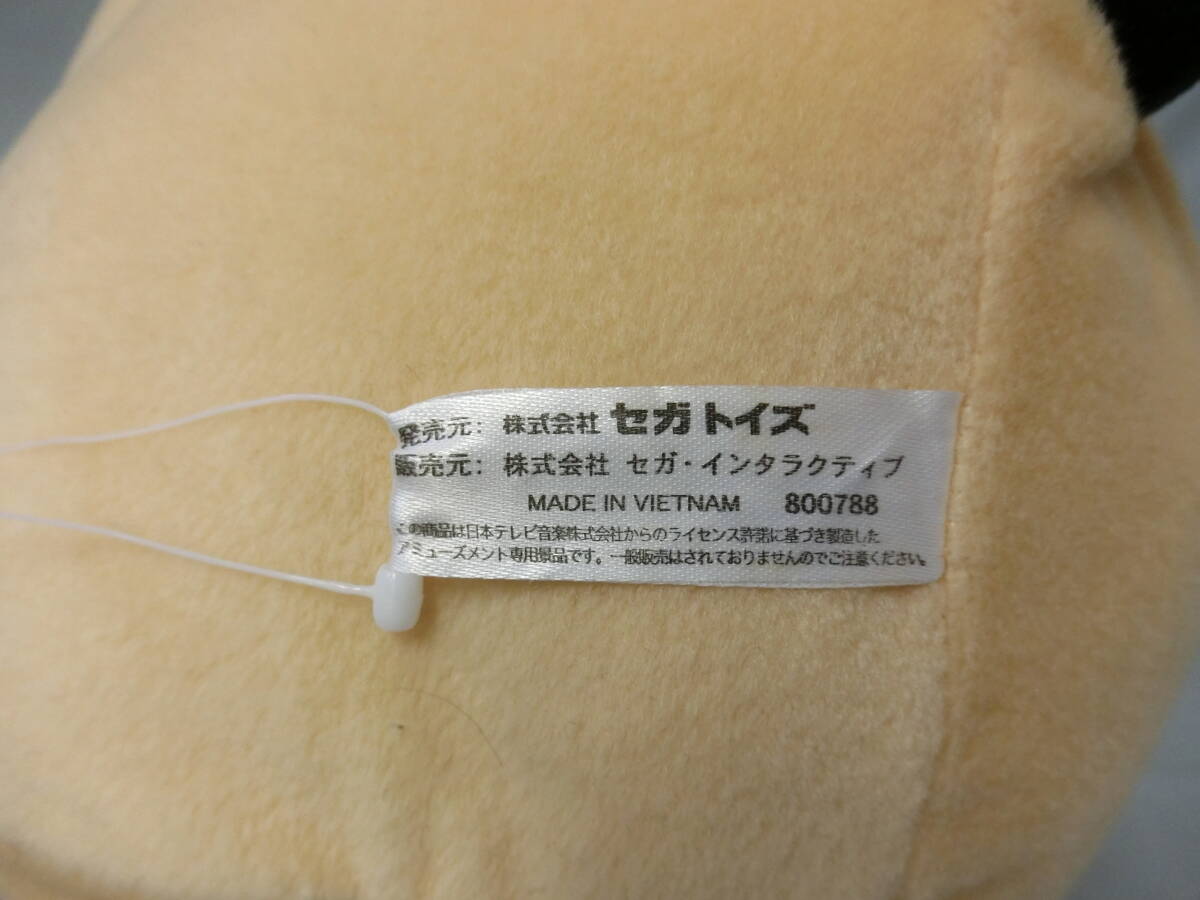 発売元: 株式会社 セガ トイズ
販売元: 株式会社 セガ・インタラクティブ
MADE IN VIETNAM 800788
この商品は日本テレビ音楽株式会社からのライセンス許諾に基づき製造した
アミューズメント専用景品です。一般販売はされておりませんのでご注意ください。